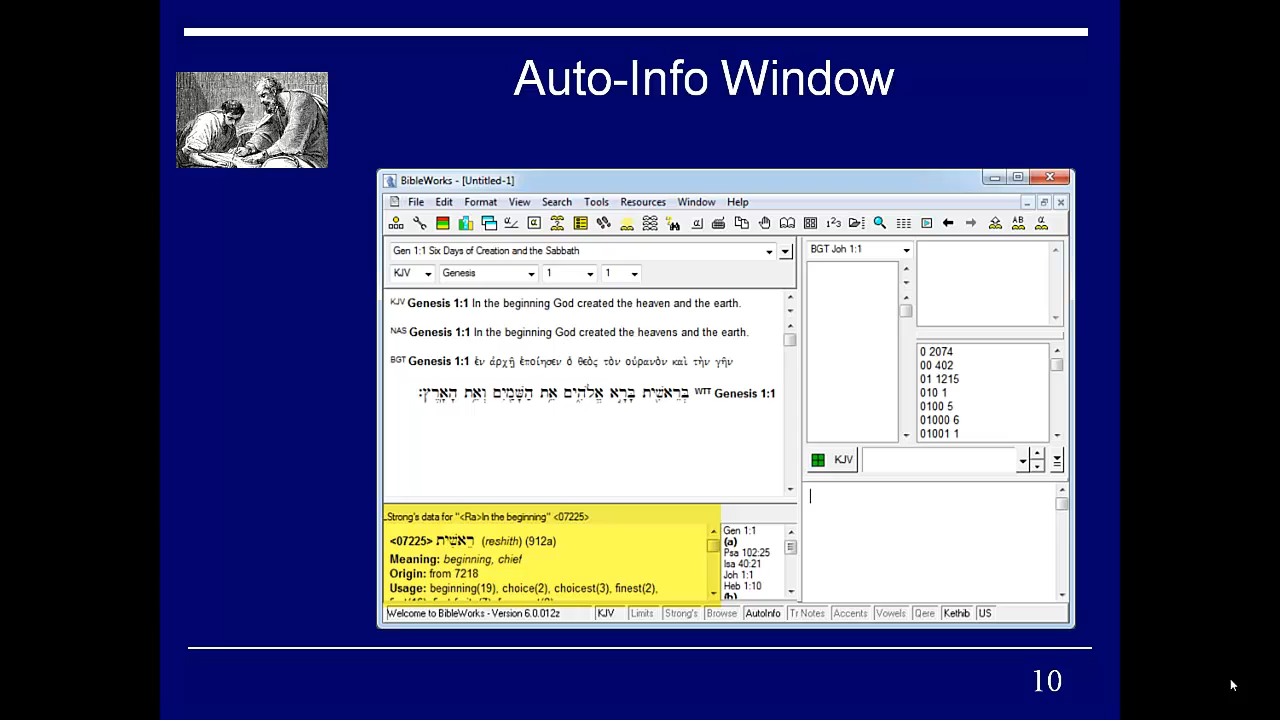 Auto-Info Window
BibleWorks - [Untitled-1]
File Edit Format View Search Tools Resources Window Help
Gen 1:1 Six Days of Creation and the Sabbath
KJV Genesis 1 1
KJV Genesis 1:1 In the beginning God created the heaven and the earth.
NAS Genesis 1:1 In the beginning God created the heavens and the earth.
BGT Genesis 1:1 ἐν ἀρχῇ ἐποίησεν ὁ θεὸς τὸν οὐρανὸν καὶ τὴν γῆν
WTT Genesis 1:1 בְּרֵאשִׁ֖ית בָּרָ֣א אֱלֹהִ֑ים אֵ֥ת הַשָּׁמַ֖יִם וְאֵ֥ת הָאָֽרֶץ׃
Strong's data for "<Ra>In the beginning" <07225>
<07225> רֵאשִׁית (reshith) (912a)
Meaning: beginning, chief
Origin: from 7218
Usage: beginning(19), choice(2), choicest(3), finest(2),
Gen 1:1
(a)
Psa 102:25
Isa 40:21
Joh 1:1
Heb 1:10
(b)
BGT Joh 1:1
0 2074
00 402
01 1215
010 1
0100 5
01000 6
01001 1
KJV
Welcome to BibleWorks - Version 6.0.012z KJV Limits Strong's Browse AutoInfo Tr Notes Accents Vowels Qere Kethib US
10